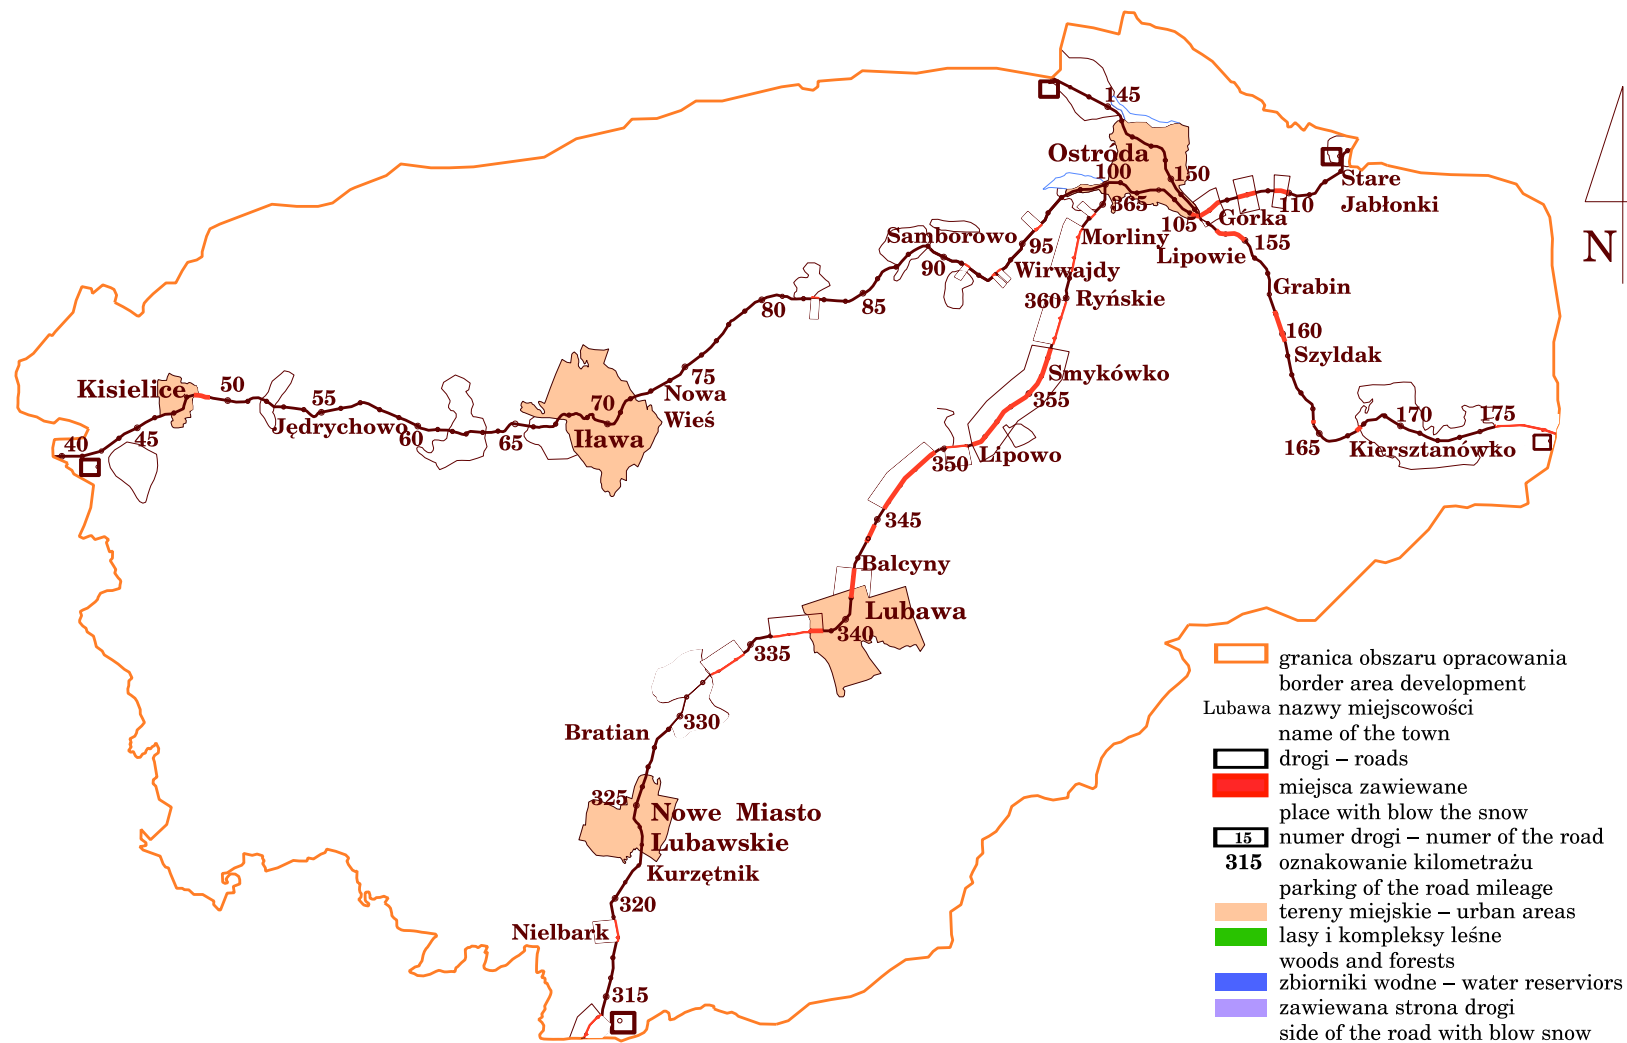 145
Ostróda
100
150
365
Stare
Jabłonki
110
105
Górka
Samborowo
95
Morliny
155
Lipowie
90
Wirwajdy
Grabin
N
360
Ryńskie
80
85
160
Szyldak
75
Smykówko
Kisielice
50
Nowa
Wieś
55
70
355
Jędrychowo
60
65
Iława
170
175
40
45
165
Kiersztanówko
350
Lipowo
345
Balcyny
Lubawa
340
335
330
Bratian
325
Nowe Miasto
Lubawskie
Kurzętnik
320
Nielbark
315
granica obszaru opracowania
border area development
Lubawa nazwy miejscowości
name of the town
drogi – roads
miejsca zawiewane
place with blow the snow
15 numer drogi – numer of the road
315 oznakowanie kilometrażu
parking of the road mileage
tereny miejskie – urban areas
lasy i kompleksy leśne
woods and forests
zbiorniki wodne – water reserviors
zawiewana strona drogi
side of the road with blow snow